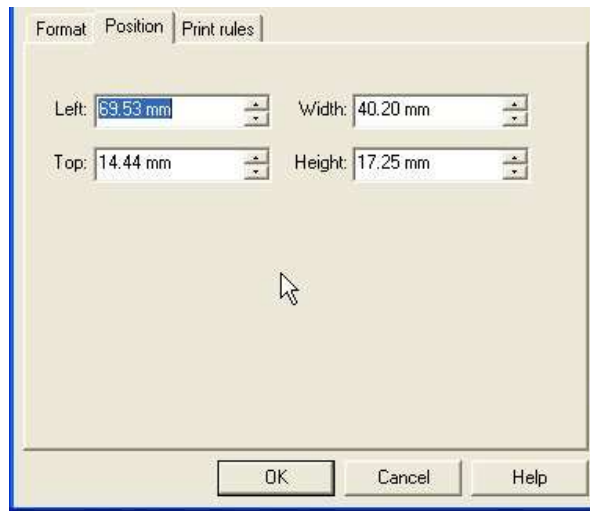 Format Position Print rules
Left: 69.53 mm Width: 40.20 mm
Top: 14.44 mm Height: 17.25 mm
OK Cancel Help